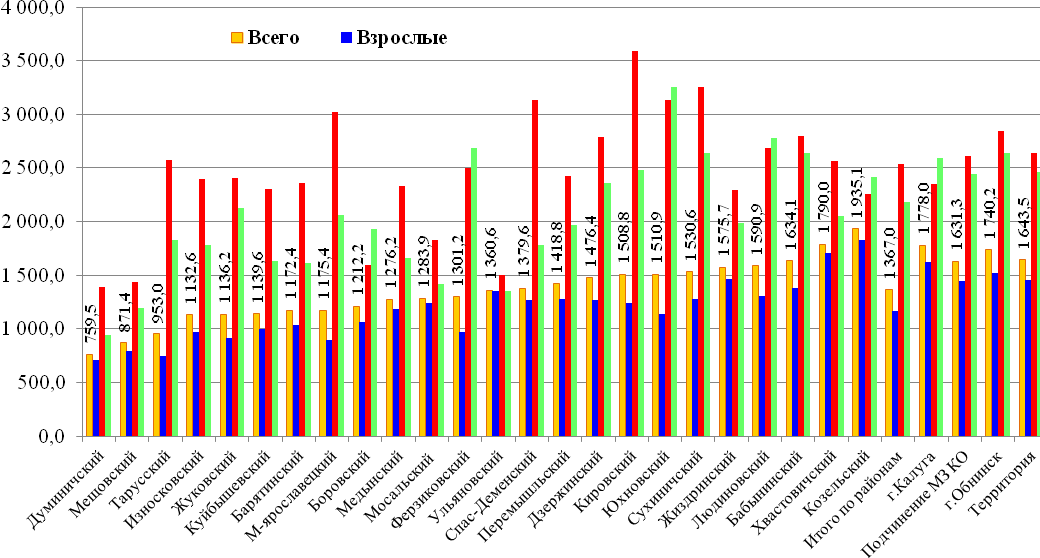 4 000,0
3 500,0
3 000,0
2 500,0
2 000,0
1 500,0
1 000,0
500,0
0,0
Всего
Взрослые
759,5
871,4
953,0
1 132,6
1 136,2
1 139,6
1 172,4
1 175,4
1 212,2
1 276,2
1 283,9
1 301,2
1 360,6
1 379,6
1 418,8
1 476,4
1 508,8
1 510,9
1 530,6
1 575,7
1 590,9
1 634,1
1 790,0
1 935,1
1 367,0
1 778,0
1 631,3
1 740,2
1 643,5
Думиничский
Мещовский
Тарусский
Износковский
Жуковский
Куйбышевский
Барятинский
М-ярославецкий
Боровский
Медынский
Мосальский
Ферзиковский
Ульяновский
Спас-Деменский
Перемышльский
Дзержинский
Кировский
Юхновский
Сухиничский
Жиздринский
Людиновский
Бабынинский
Хвастовичский
Козельский
Итого по районам
г.Калуга
Подчинение МЗ КО
г.Обнинск
Территория